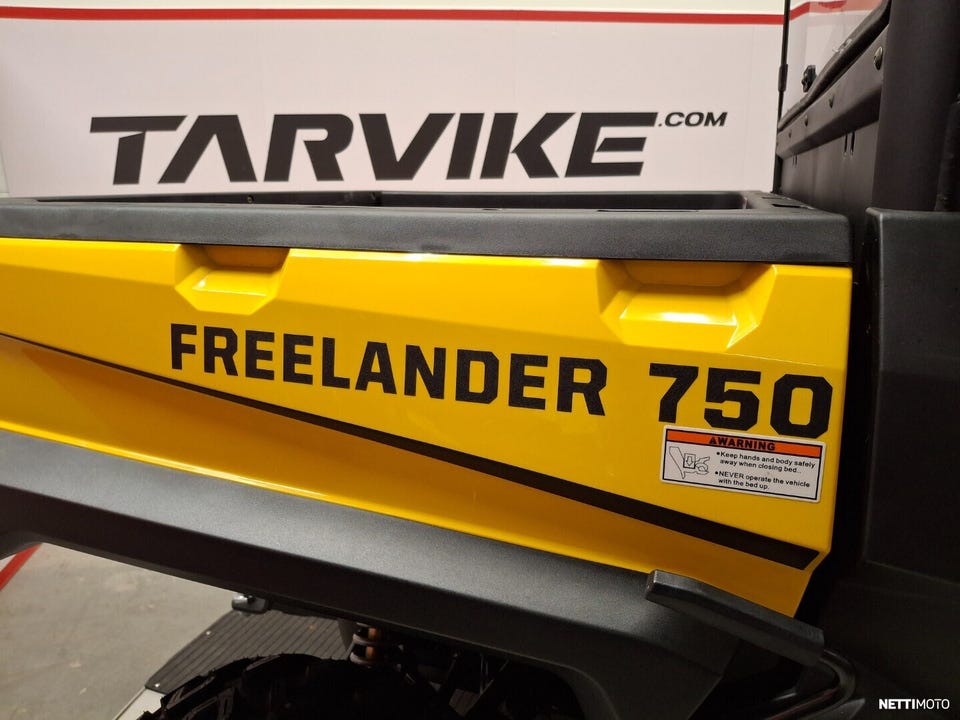 TARVIKE.COM
FREELANDER 750
⚠WARNING
•Keep hands and body safely
away when closing bed..
•NEVER operate the vehicle
with the bed up.
NETTIMOTO